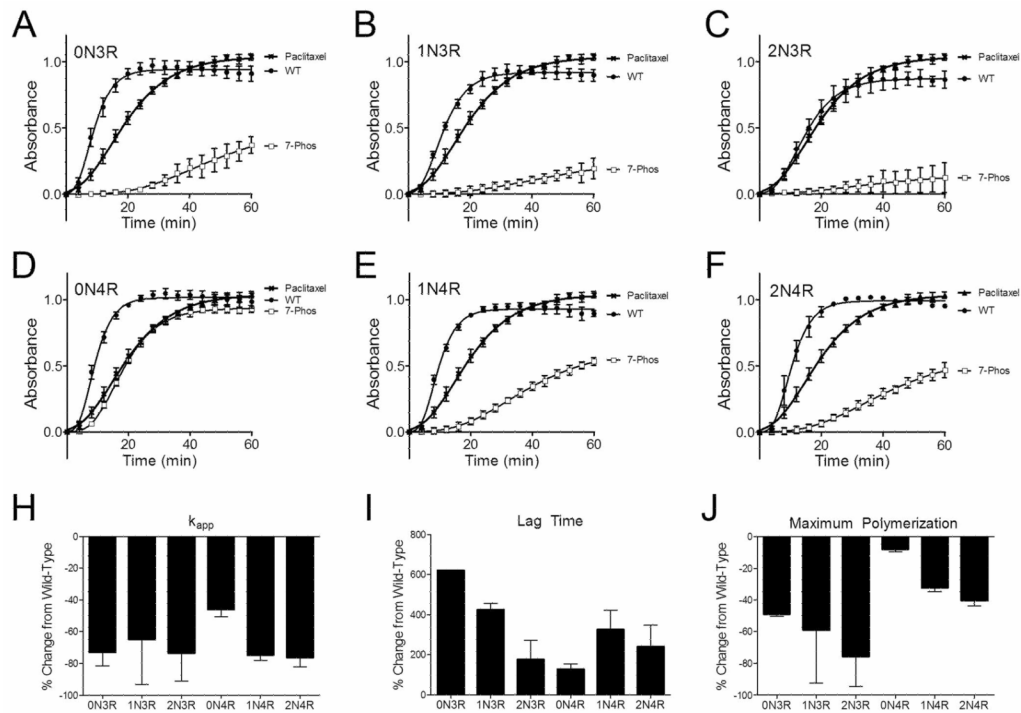 A
0N3R
Absorbance
1.0
0.5
0.0
20
40
60
Time (min)
Paclitaxel
WT
7-Phos
B
1N3R
Absorbance
1.0
0.5
0.0
20
40
60
Time (min)
Paclitaxel
WT
7-Phos
C
2N3R
Absorbance
1.0
0.5
0.0
20
40
60
Time (min)
Paclitaxel
WT
7-Phos
D
0N4R
Absorbance
1.0
0.5
0.0
20
40
60
Time (min)
Paclitaxel
WT
7-Phos
E
1N4R
Absorbance
1.0
0.5
0.0
20
40
60
Time (min)
Paclitaxel
WT
7-Phos
F
2N4R
Absorbance
1.0
0.5
0.0
20
40
60
Time (min)
Paclitaxel
WT
7-Phos
H
kapp
% Change from Wild-Type
0
-20
-40
-60
-80
-100
0N3R 1N3R 2N3R 0N4R 1N4R 2N4R
I
Lag Time
% Change from Wild-Type
800
600
400
200
0
0N3R 1N3R 2N3R 0N4R 1N4R 2N4R
J
Maximum Polymerization
% Change from Wild-Type
0
-20
-40
-60
-80
-100
0N3R 1N3R 2N3R 0N4R 1N4R 2N4R